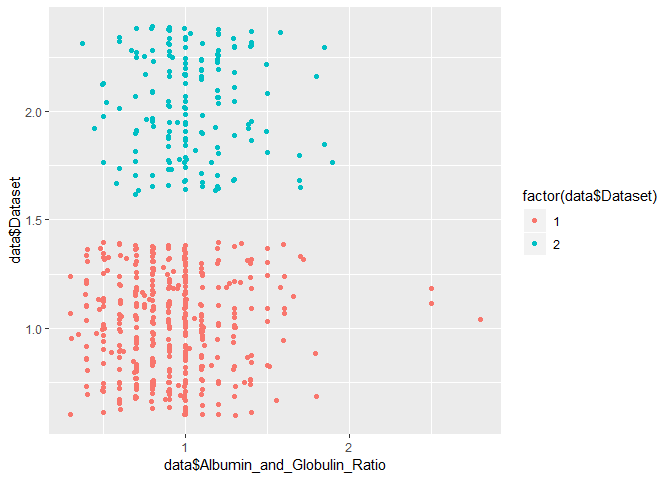 data$Dataset
2.0
1.5
1.0
1
2
data$Albumin_and_Globulin_Ratio
factor(data$Dataset)
1
2